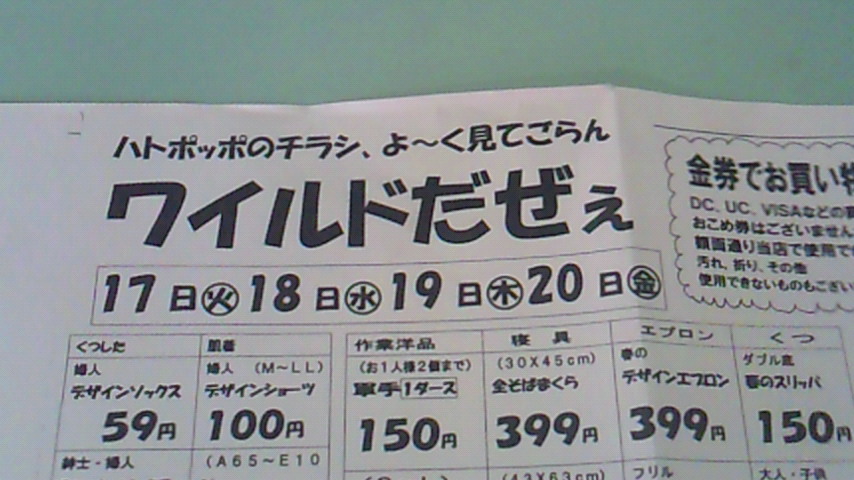 ハトポッポのチラシ、よ～く見てごらん
ワイルドだぜぇ
17日㊋18日㊌19日㊍20日㊎
金券でお買い物
DC、UC、VISAなどの
おこめ券はございません
額面通り当店で使用で
汚れ、折り、その他
使用できないものもござい
くつした
婦人
デザインソックス
59円
紳士・婦人
肌着
婦人 (M～LL)
デザインショーツ
100円
(A65～E10
作業洋品
(お1人様2個まで)
軍手1ダース
150円
寝具
(30X45cm)
全そばまくら
399円
(43X63cm)
エプロン
春の
デザインエプロン
399円
フリル
くつ
ダブル底
春のスリッパ
150円
大人・子供